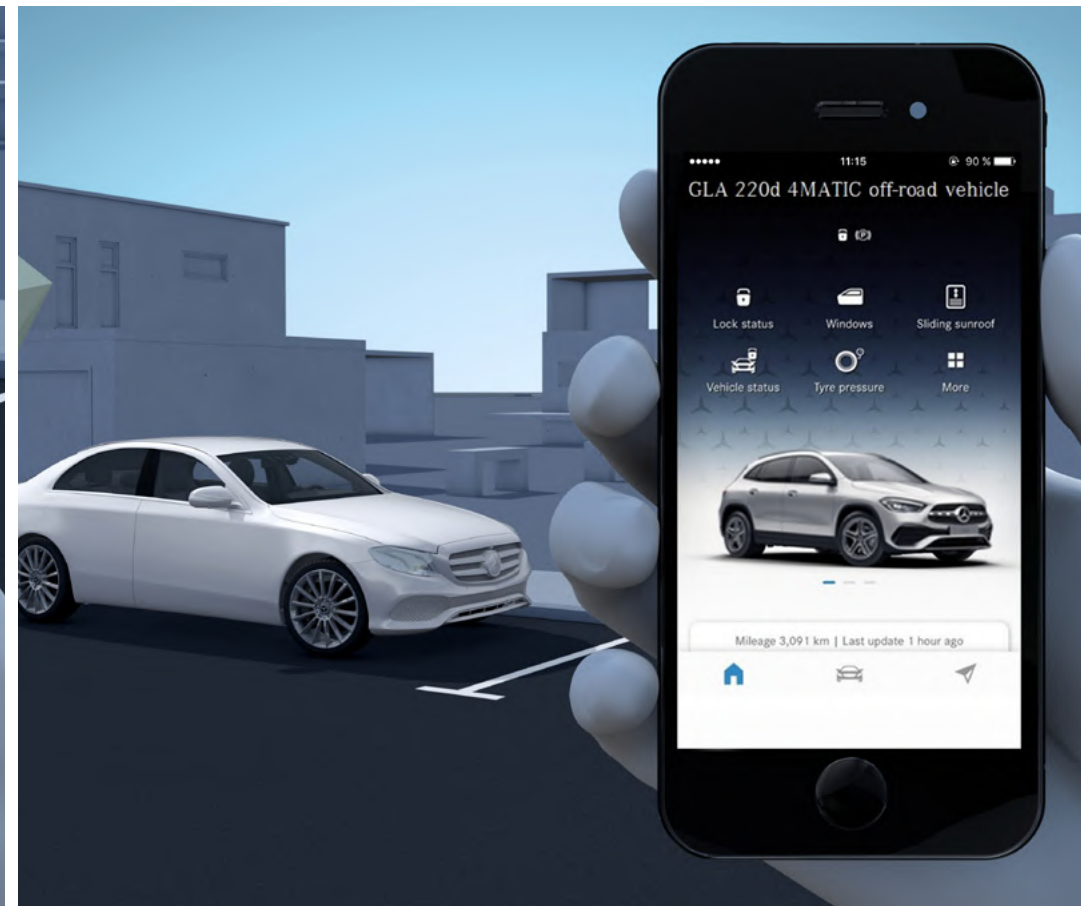 11:15 90 %
GLA 220d 4MATIC off-road vehicle
(P)
Lock status Windows Sliding sunroof
Vehicle status Tyre pressure More
Mileage 3,091 km | Last update 1 hour ago